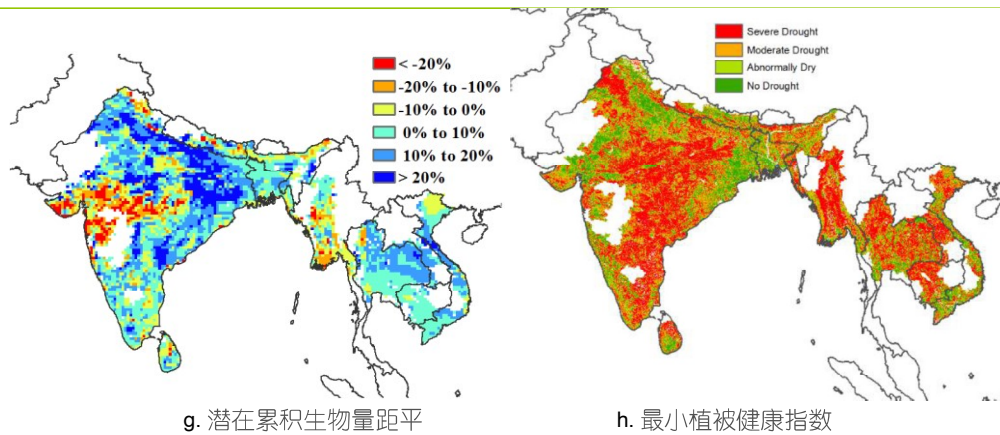 < -20%
-20% to -10%
-10% to 0%
0% to 10%
10% to 20%
> 20%
Severe Drought
Moderate Drought
Abnormally Dry
No Drought
g. 潜在累积生物量距平
h. 最小植被健康指数